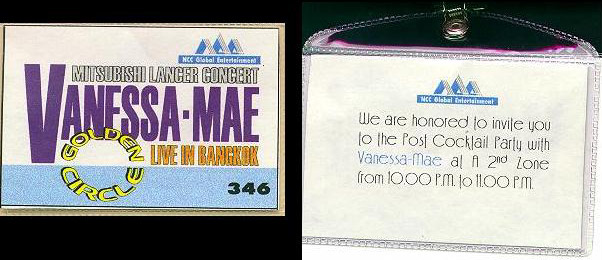 NCC Global Entertainment
MITSUBISHI LANCER CONCERT
VANESSA-MAE
GOLDEN CIRCLE
LIVE IN BANGKOK
346
NCC Global Entertainment
We are honored to invite you
to the Post Cocktail Party with
Vanessa-Mae at A 2nd Zone
from 10.00 P.M. to 11.00 P.M.